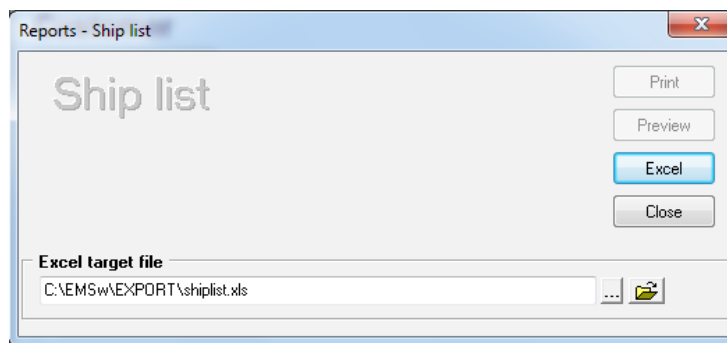 Reports - Ship list
Ship list
Print
Preview
Excel
Close
Excel target file
C:\EMSw\EXPORT\shiplist.xls
...